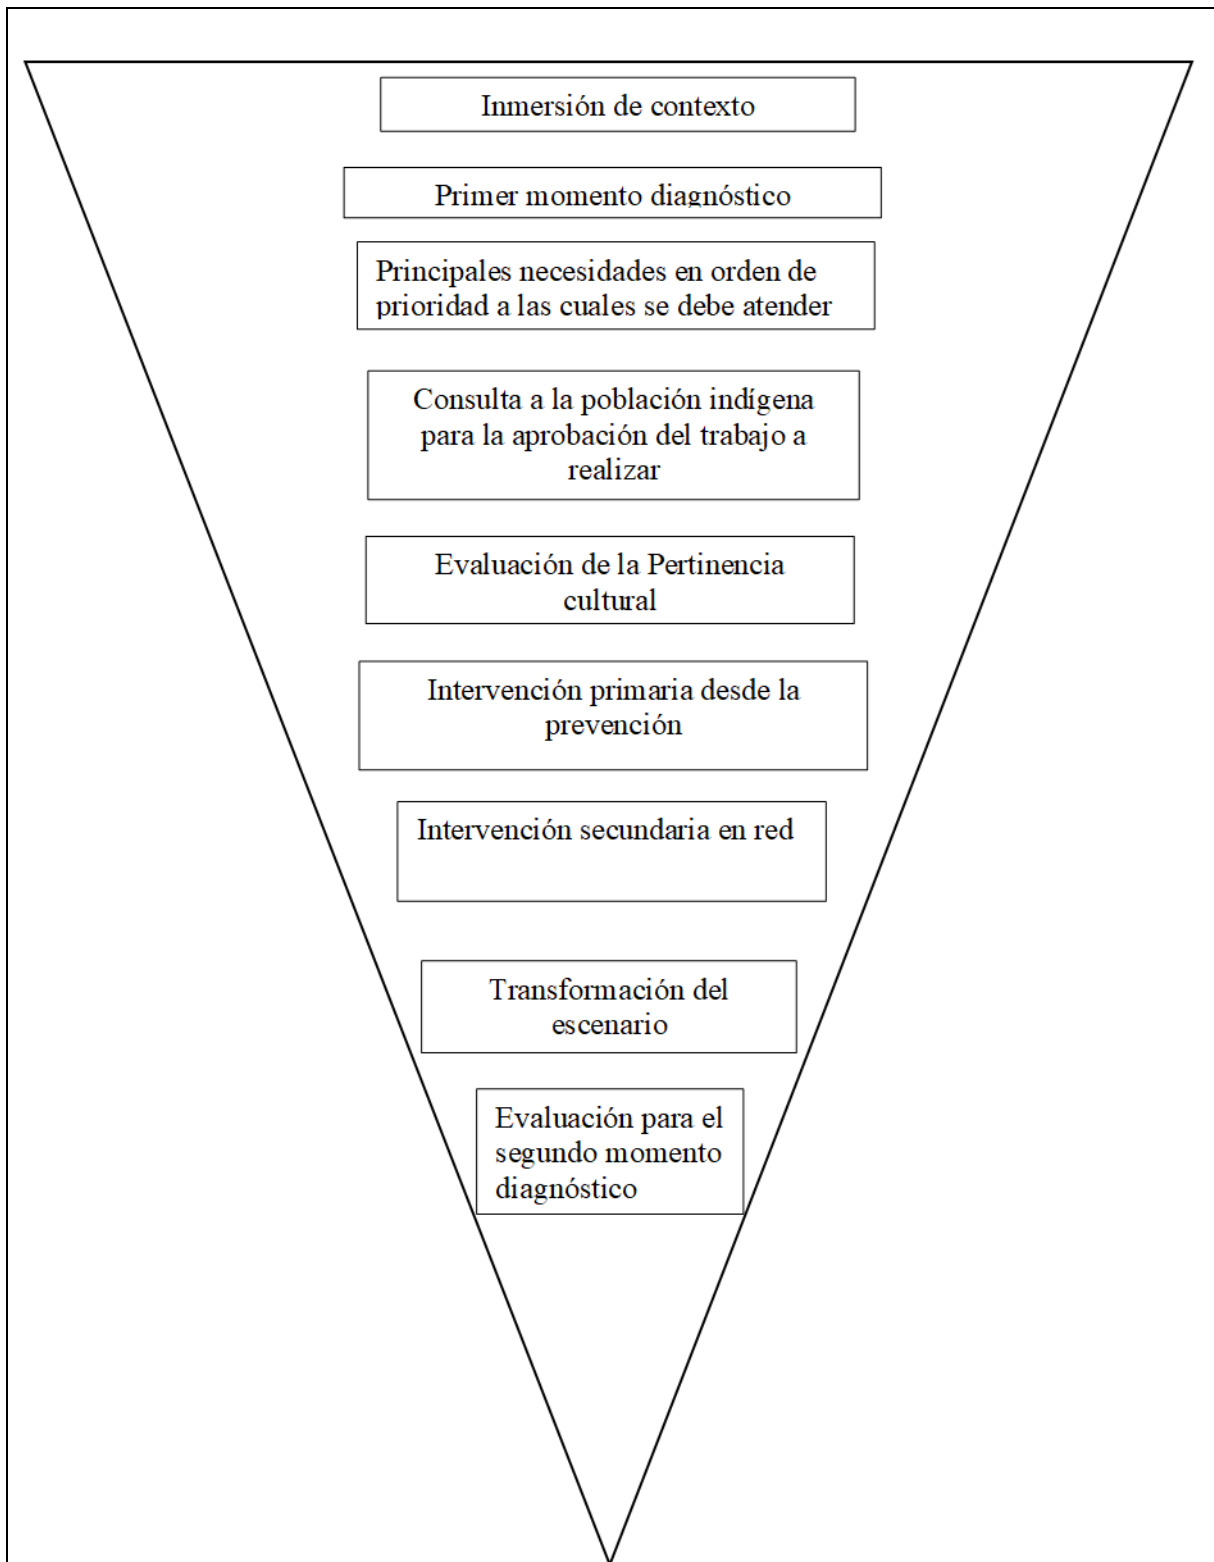 Inmersión de contexto
Primer momento diagnóstico
Principales necesidades en orden de
prioridad a las cuales se debe atender
Consulta a la población indígena
para la aprobación del trabajo a
realizar
Evaluación de la Pertinencia
cultural
Intervención primaria desde la
prevención
Intervención secundaria en red
Transformación del
escenario
Evaluación para el
segundo momento
diagnóstico